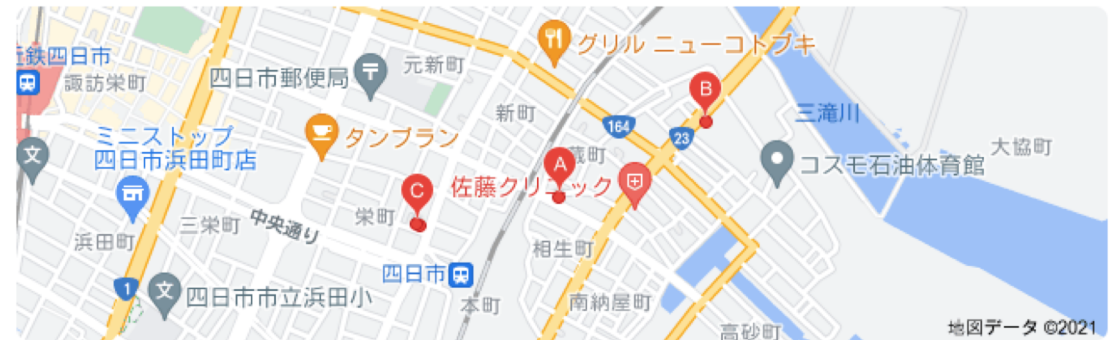 近鉄四日市
諏訪栄町
四日市郵便局
元新町
グリル ニューコトブキ
新町
B
三滝川
164
23
大協町
ミニストップ
四日市浜田町店
タンブラン
蔵町
A
コスモ石油体育館
佐藤クリニック
C
栄町
三栄町
中央通り
浜田町
相生町
四日市
1
文
文
四日市市立浜田小
本町
南納屋町
高砂町
地図データ ©2021